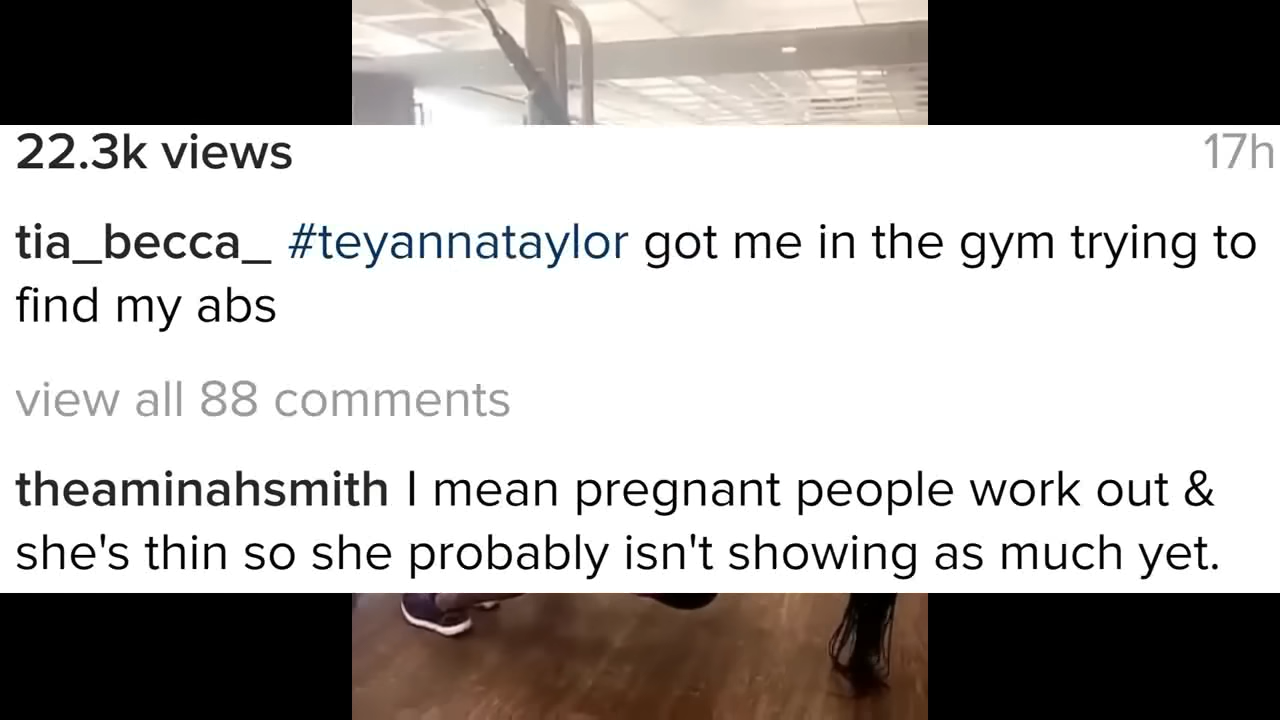 22.3k views
17h
tia_becca_ #teyannataylor got me in the gym trying to
find my abs
view all 88 comments
theaminahsmith I mean pregnant people work out &
she's thin so she probably isn't showing as much yet.